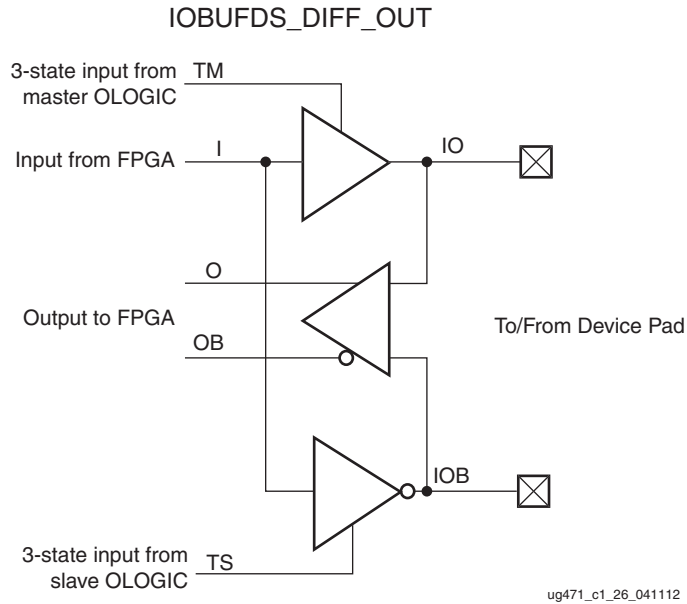 IOBUFDS_DIFF_OUT
3-state input from
master OLOGIC
TM
Input from FPGA
I
IO
O
Output to FPGA
OB
To/From Device Pad
IOB
3-state input from
slave OLOGIC
TS
ug471_c1_26_041112